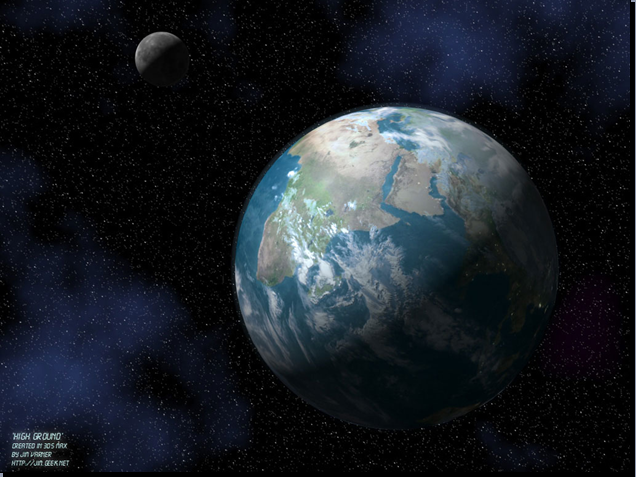 'HIGH GROUND'
CREATED IN 3DS MAX
BY JIM VARNER
HTTP://JIM.GEEK.NET